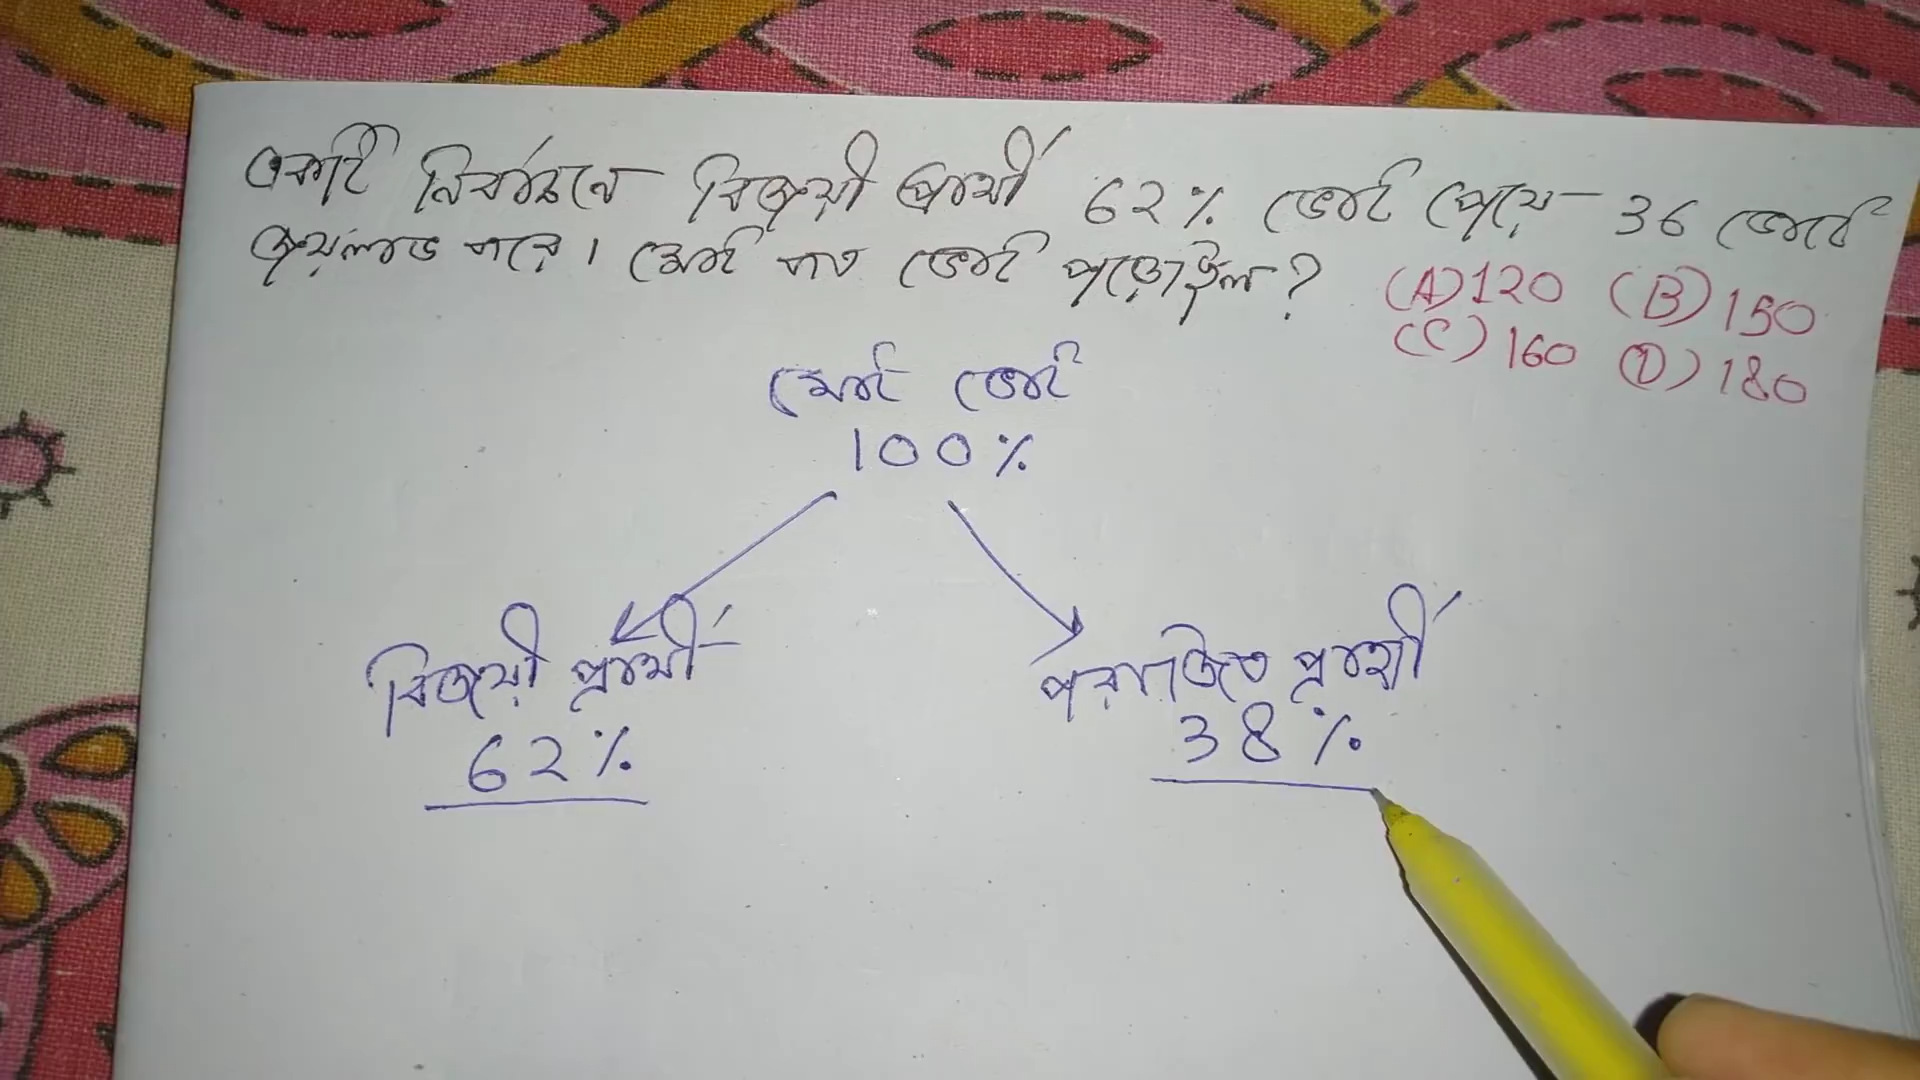 একটি নির্বাচনে বিজয়ী প্রার্থী 62% ভোট পেয়ে 36 ভোটে
জয়লাভ করে। মোট কত ভোট পড়েছিল?
(A) 120 (B) 150
(C) 160 (D) 180
মোট ভোট
100%
বিজয়ী প্রার্থী
62%
পরাজিত প্রার্থী
38%